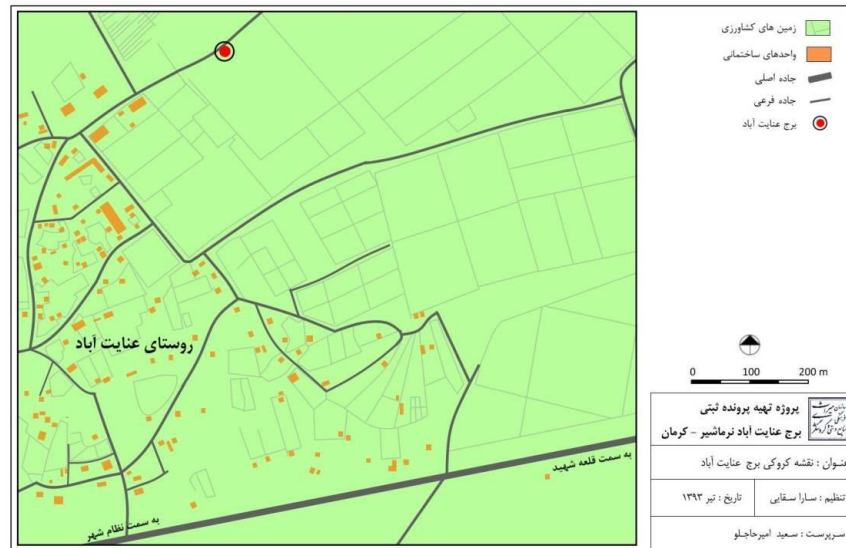 زمین های کشاورزی
واحدهای ساختمانی
جاده اصلی
جاده فرعی
برج عنایت آباد
روستای عنایت آباد
به سمت قلعه شهید
به سمت نظام شهر
0 100 200 m
پروژه تهیه پرونده ثبتی
برج عنایت آباد نرماشیر - کرمان
عنوان : نقشه کروکی برج عنایت آباد
تنظیم : سارا سقایی
تاریخ : تیر ۱۳۹۳
سرپرست : سعید امیرحاجلو